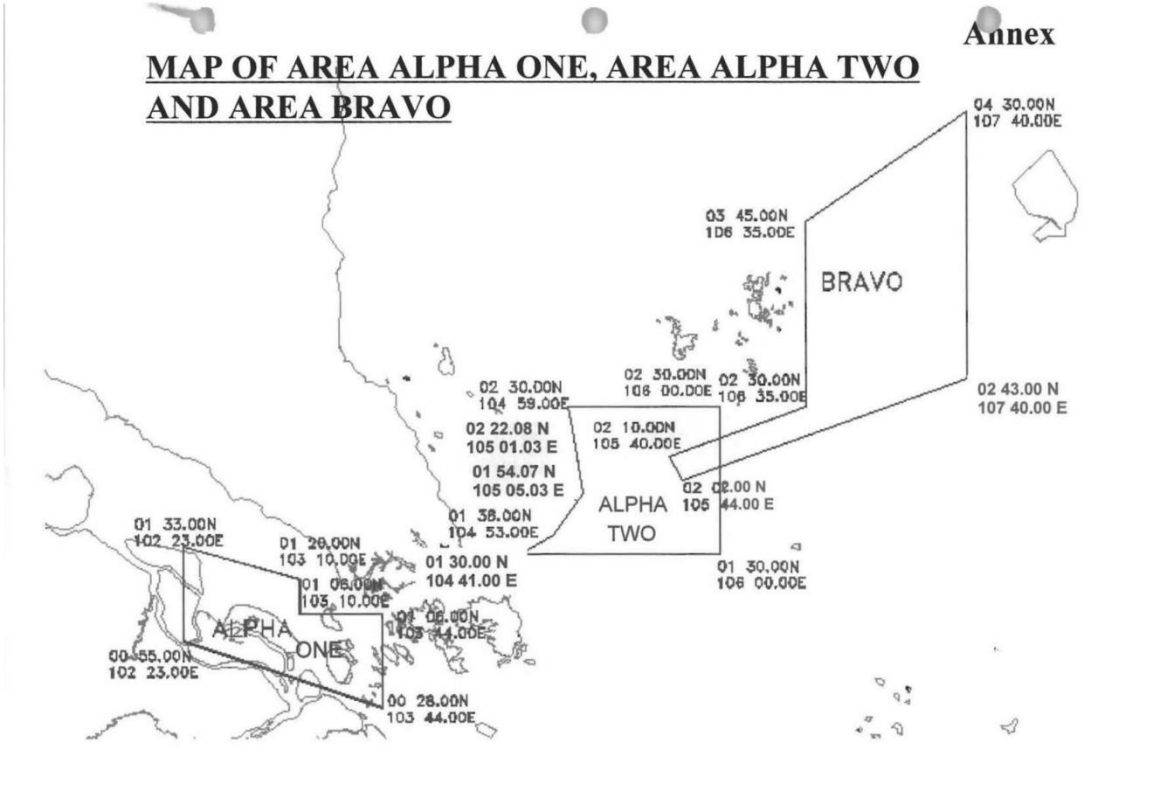 Annex
MAP OF AREA ALPHA ONE, AREA ALPHA TWO
AND AREA BRAVO
04 30.00N
107 40.00E
03 45.00N
106 35.00E
BRAVO
02 30.00N
106 00.00E
02 30.00N
106 35.00E
02 30.00N
104 59.00E
02 43.00 N
107 40.00 E
02 22.08 N
105 01.03 E
02 10.00N
105 40.00E
01 54.07 N
105 05.03 E
02 02.00 N
105 44.00 E
ALPHA
TWO
01 36.00N
104 53.00E
01 33.00N
102 23.00E
01 20.00N
103 10.00E
01 30.00 N
104 41.00 E
01 30.00N
106 00.00E
01 06.00N
103 10.00E
01 06.00N
103 44.00E
ALPHA
ONE
00 55.00N
102 23.00E
00 28.00N
103 44.00E